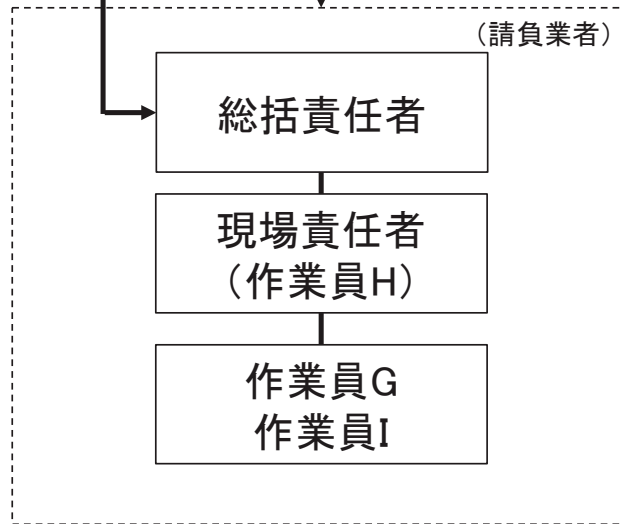 （請負業者）
総括責任者
現場責任者
（作業員H）
作業員G
作業員I